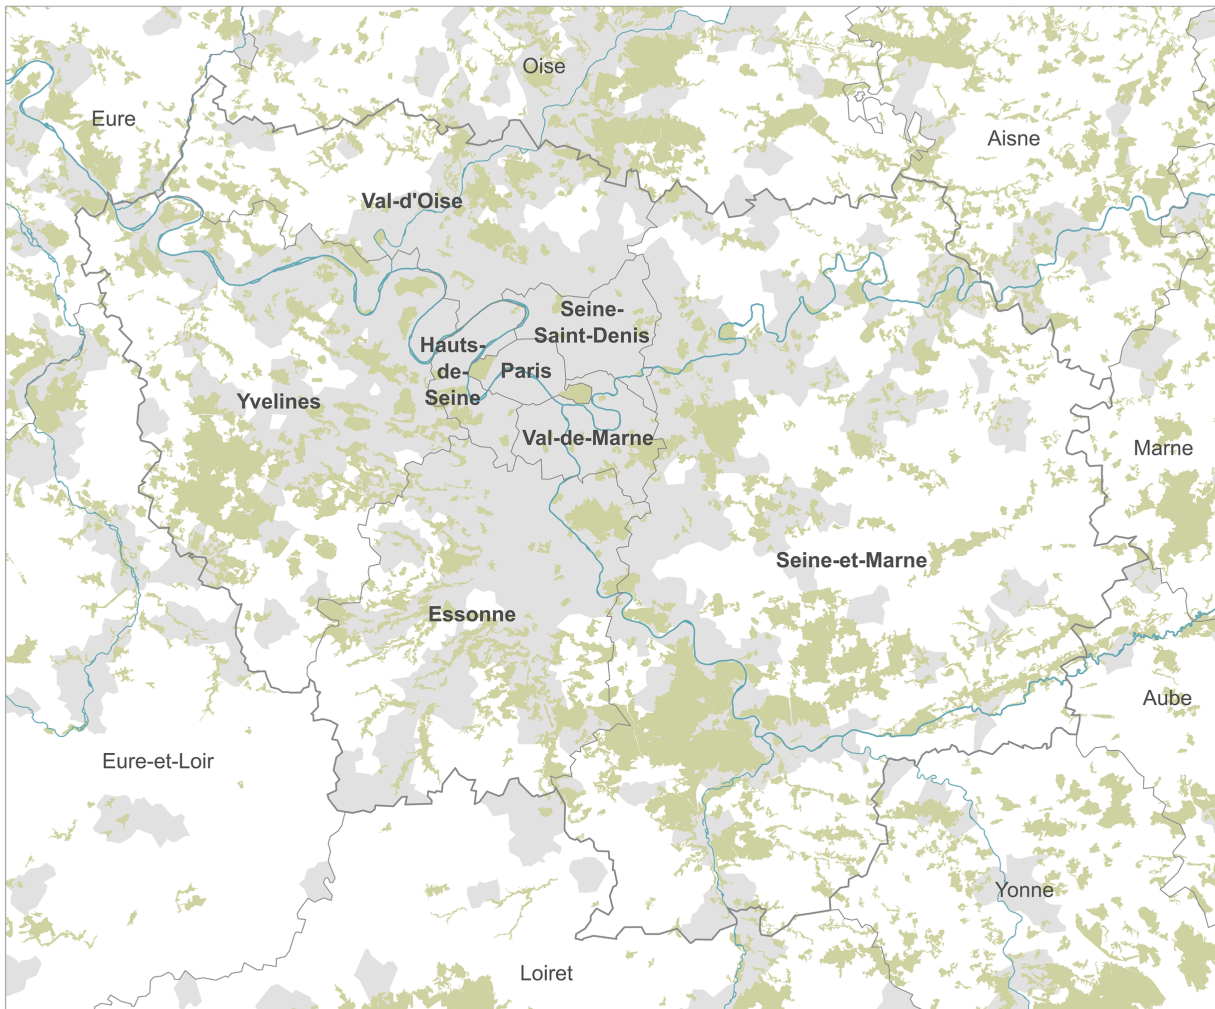 Oise
Eure
Aisne
Val-d'Oise
Seine-
Saint-Denis
Hauts-
de-
Seine
Paris
Yvelines
Val-de-Marne
Marne
Seine-et-Marne
Essonne
Aube
Eure-et-Loir
Yonne
Loiret